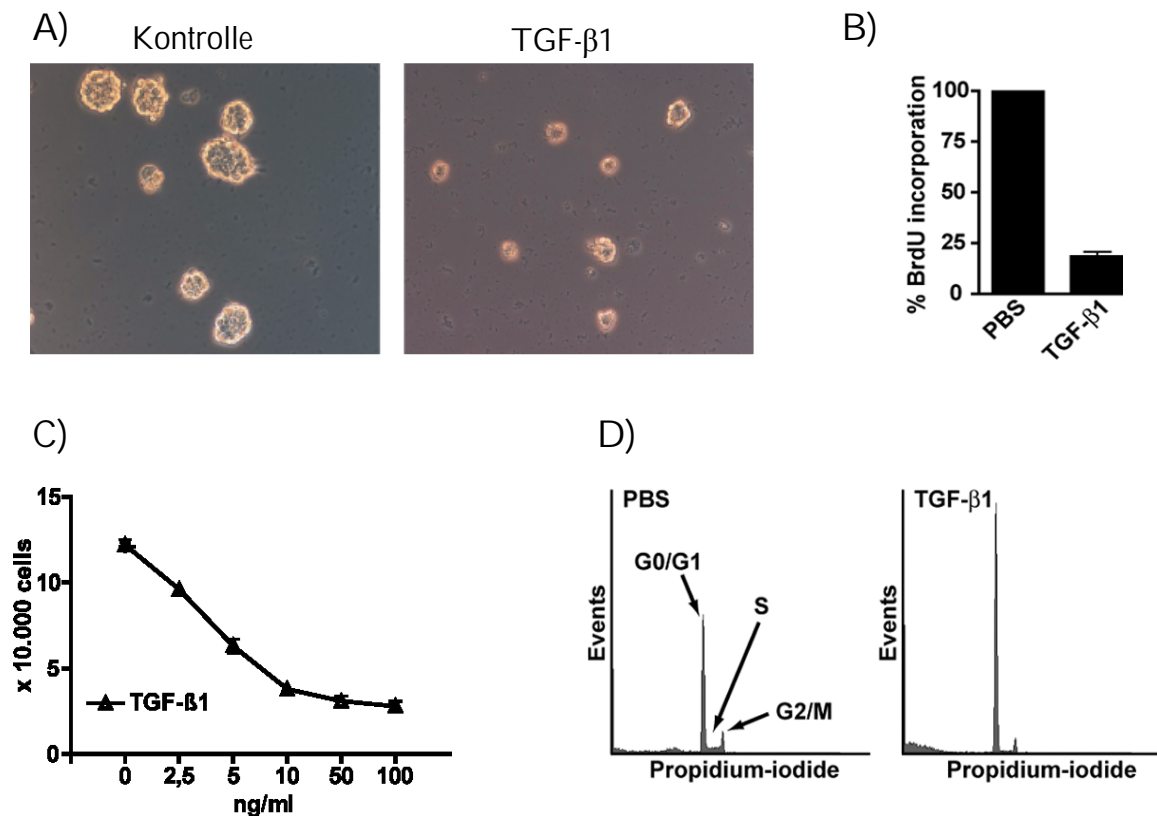 A)
Kontrolle
TGF-β1
B)
% BrdU incorporation
100
75
50
25
0
PBS
TGF-β1
C)
x 10.000 cells
15
10
5
0
TGF-ß1
0 2,5 5 10 50 100
ng/ml
D)
PBS
G0/G1
S
G2/M
Events
Propidium-iodide
TGF-β1
Events
Propidium-iodide